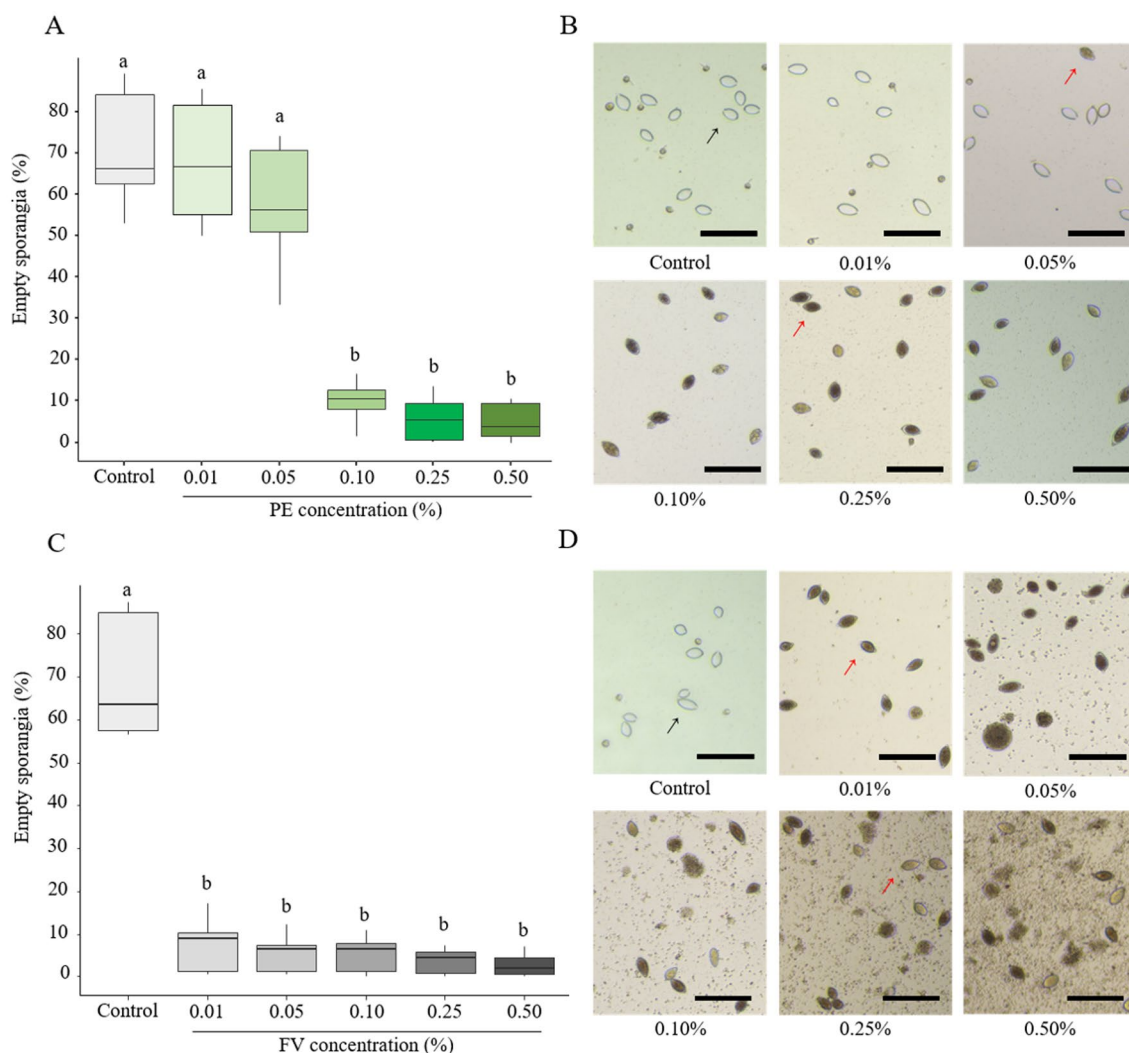 A
Empty sporangia (%)
80
70
60
50
40
30
20
10
0
a
a
a
b
b
b
Control
0.01
0.05
0.10
0.25
0.50
PE concentration (%)
B
Control
0.01%
0.05%
0.10%
0.25%
0.50%
C
Empty sporangia (%)
80
70
60
50
40
30
20
10
0
a
b
b
b
b
b
Control
0.01
0.05
0.10
0.25
0.50
FV concentration (%)
D
Control
0.01%
0.05%
0.10%
0.25%
0.50%